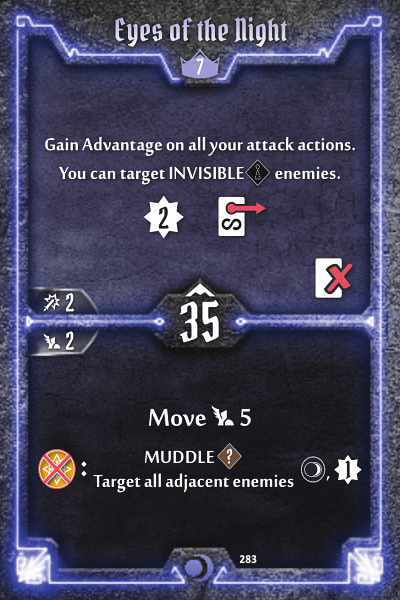 Eyes of the Night
7
Gain Advantage on all your attack actions.
You can target INVISIBLE enemies.
2
2
35
2
Move 5
MUDDLE ?
: Target all adjacent enemies , 1
283